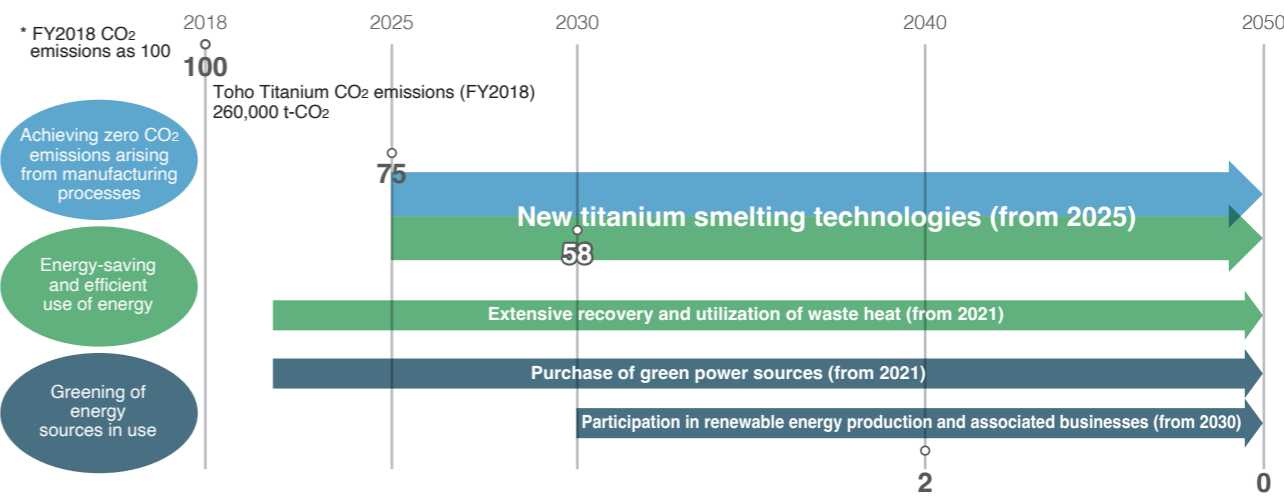 2018
2025
2030
2040
2050
* FY2018 CO2
emissions as 100
100
Toho Titanium CO2 emissions (FY2018)
260,000 t-CO2
Achieving zero CO2
emissions arising
from manufacturing
processes
75
New titanium smelting technologies (from 2025)
58
Energy-saving
and efficient
use of energy
Extensive recovery and utilization of waste heat (from 2021)
Purchase of green power sources (from 2021)
Greening of
energy
sources in use
Participation in renewable energy production and associated businesses (from 2030)
2
0